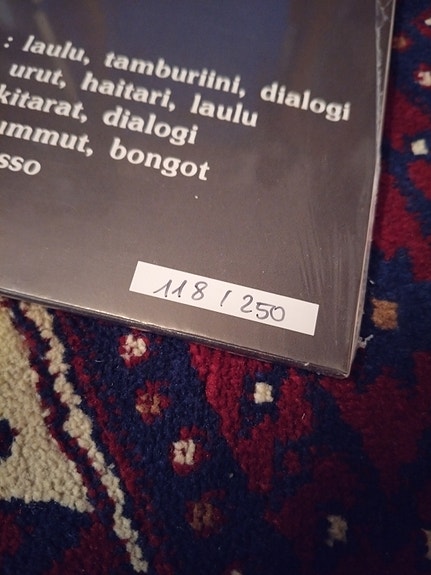 : laulu, tamburiini, dialogi
urut, haitari, laulu
kitarat, dialogi
ummut, bongot
sso
118 / 250